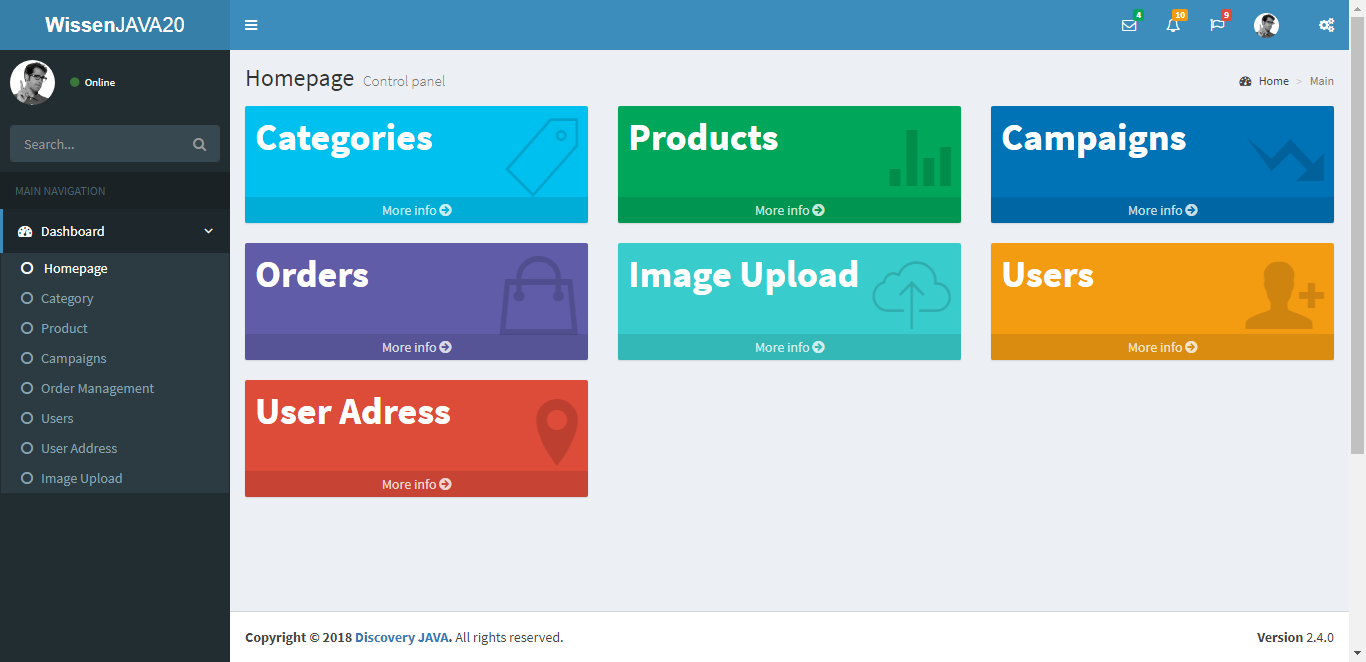 WissenJAVA20
4 10 9
Online
Search...
MAIN NAVIGATION
Dashboard
Homepage
Category
Product
Campaigns
Order Management
Users
User Address
Image Upload
Homepage Control panel
Home > Main
Categories
More info
Products
More info
Campaigns
More info
Orders
More info
Image Upload
More info
Users
More info
User Adress
More info
Copyright © 2018 Discovery JAVA. All rights reserved.
Version 2.4.0